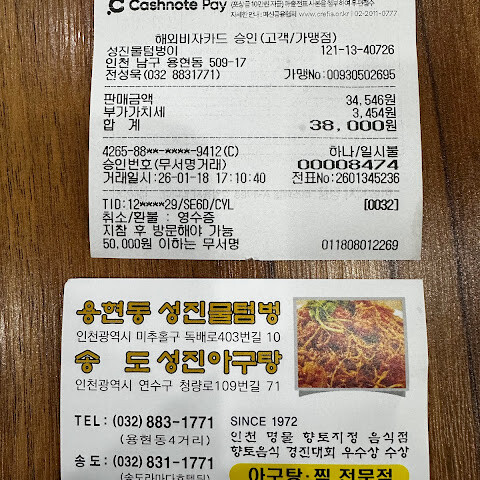 Cashnote Pay
해외비자카드 승인(고객/가맹점)
성진물텀벙이 121-13-40726
인천 남구 용현동 509-17
전성욱(032 8831771) 가맹No:00930502695
판매금액 34,546원
부가가치세 3,454원
합 계 38,000원
4265-88**-****-9412(C) 하나/일시불
승인번호(무서명거래) 00008474
거래일시:26-01-18 17:10:40 전표No:2601345236
TID:12****29/SE6D/CYL [0032]
취소/환불 : 영수증
지참 후 방문해야 가능
50,000원 이하는 무서명 011808012269
용현동 성진물텀벙
인천광역시 미추홀구 독배로403번길 10
송 도 성진아구탕
인천광역시 연수구 청량로109번길 71
TEL : (032) 883-1771
(용현동4거리)
송 도 : (032) 831-1771
(송도라마다호텔뒤)
SINCE 1972
인천 명물 향토지정 음식점
향토음식 경진대회 우수상 수상
아구탕·찜 전문점